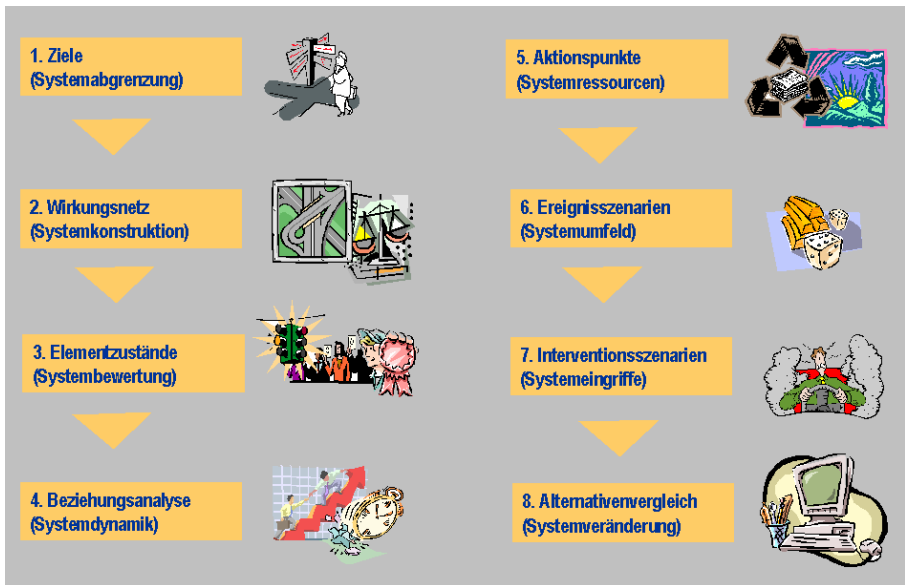 1. Ziele
(Systemabgrenzung)
2. Wirkungsnetz
(Systemkonstruktion)
3. Elementzustände
(Systembewertung)
4. Beziehungsanalyse
(Systemdynamik)
5. Aktionspunkte
(Systemressourcen)
6. Ereignisszenarien
(Systemumfeld)
7. Interventionsszenarien
(Systemeingriffe)
8. Alternativenvergleich
(Systemveränderung)